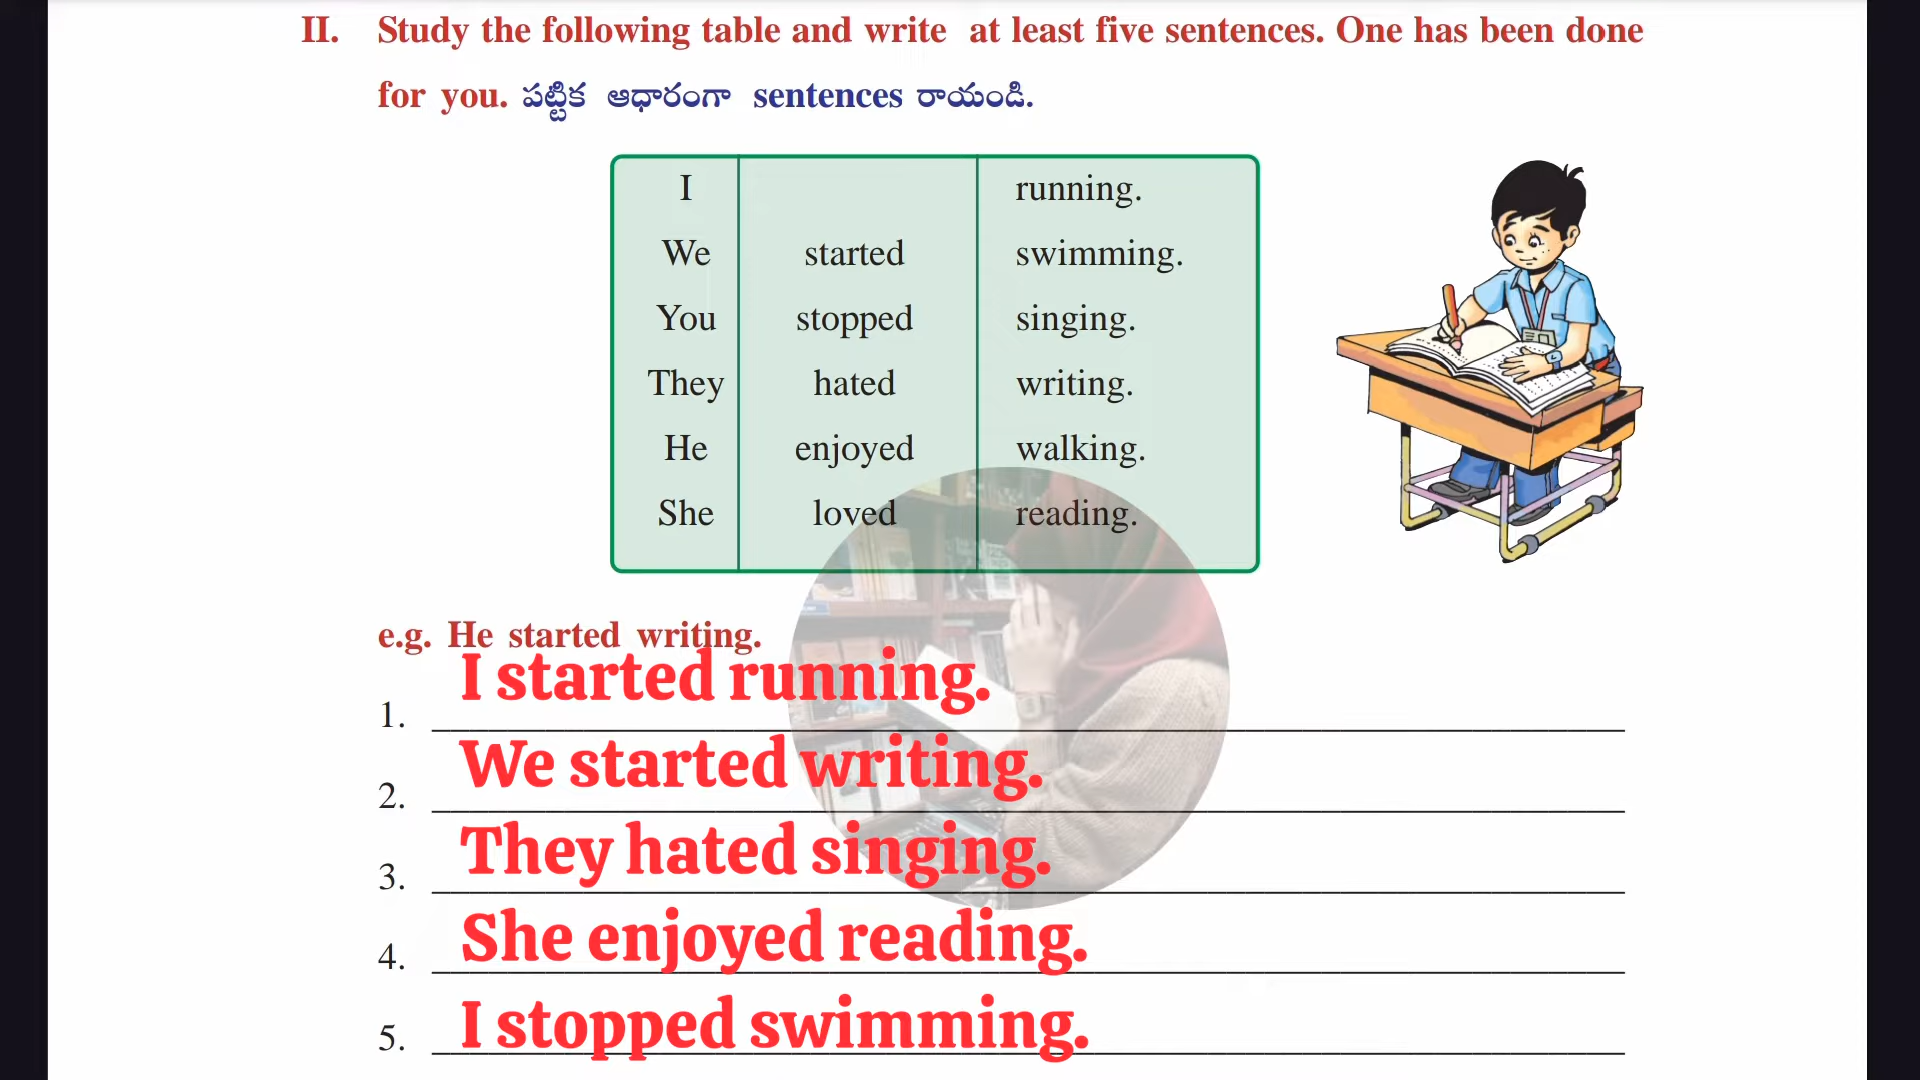 II. Study the following table and write at least five sentences. One has been done
for you. పట్టిక ఆధారంగా sentences రాయండి.
I running.
We started swimming.
You stopped singing.
They hated writing.
He enjoyed walking.
She loved reading.
e.g. He started writing.
1. I started running.
2. We started writing.
3. They hated singing.
4. She enjoyed reading.
5. I stopped swimming.